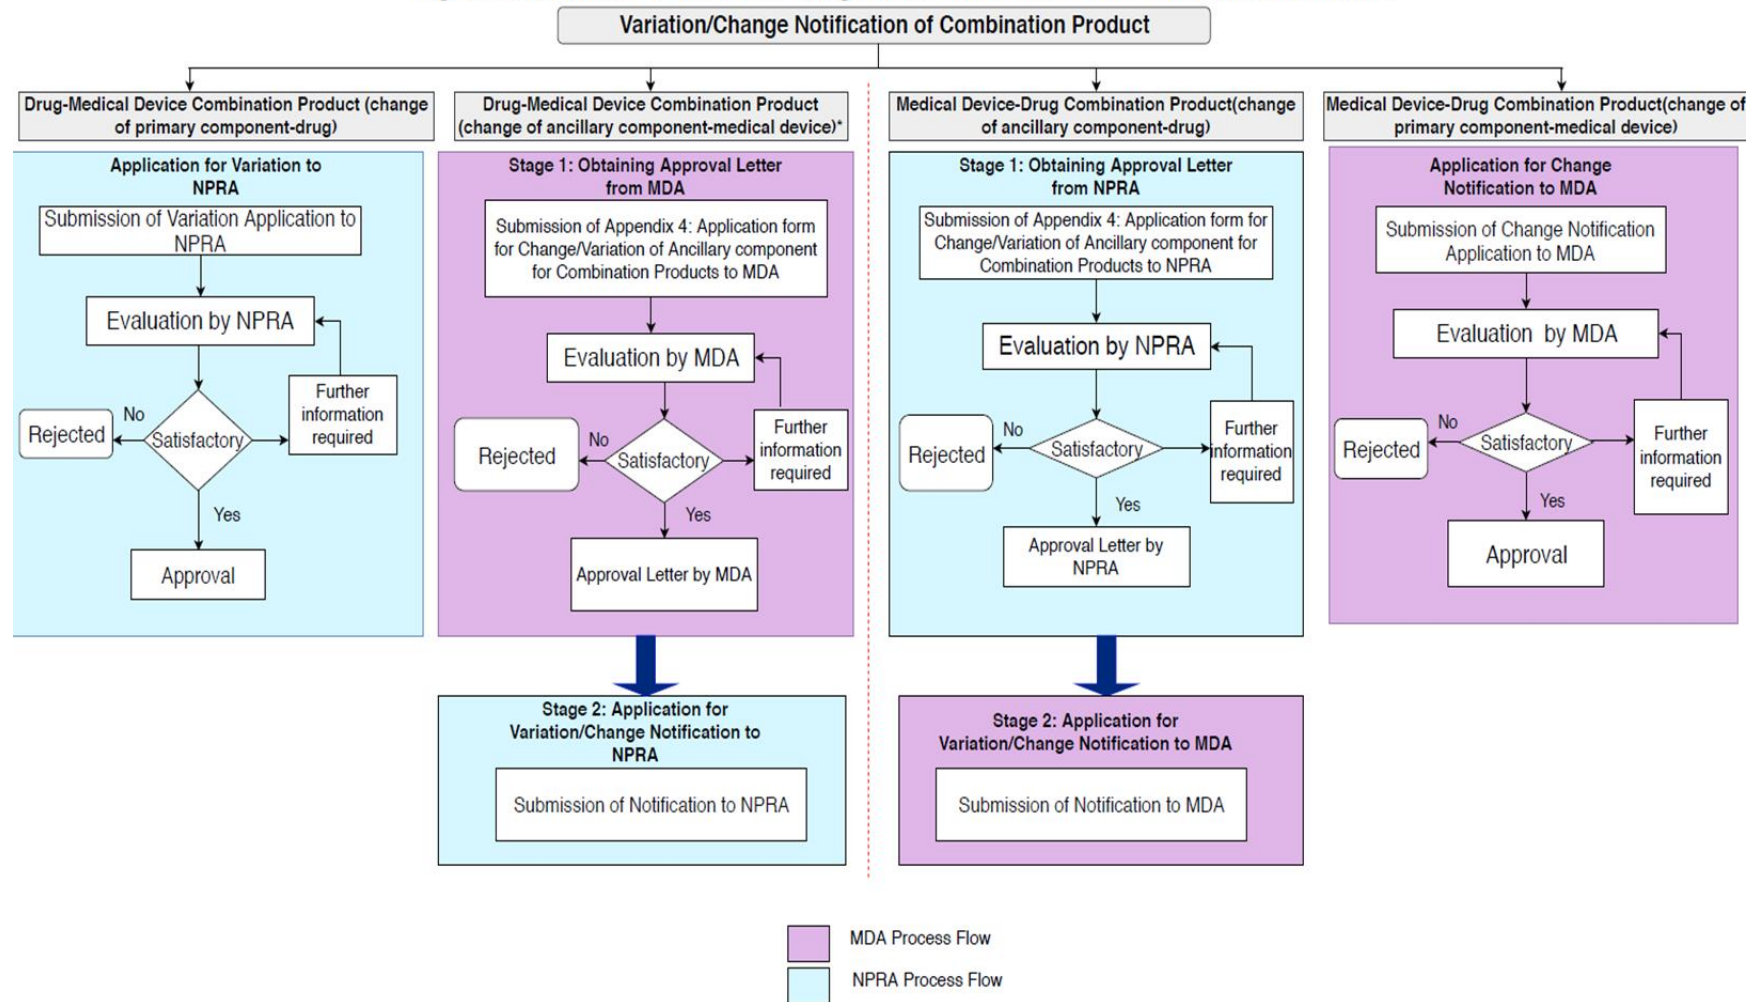 Variation/Change Notification of Combination Product
Drug-Medical Device Combination Product (change
of primary component-drug)
Drug-Medical Device Combination Product
(change of ancillary component-medical device)*
Medical Device-Drug Combination Product(change
of ancillary component-drug)
Medical Device-Drug Combination Product(change of
primary component-medical device)
Application for Variation to
NPRA
Submission of Variation Application to
NPRA
Evaluation by NPRA
Further
information
required
Satisfactory
No
Rejected
Yes
Approval
Stage 1: Obtaining Approval Letter
from MDA
Submission of Appendix 4: Application form
for Change/Variation of Ancillary component
for Combination Products to MDA
Evaluation by MDA
Further
information
required
Satisfactory
No
Rejected
Yes
Approval Letter by MDA
Stage 2: Application for
Variation/Change Notification to
NPRA
Submission of Notification to NPRA
Stage 1: Obtaining Approval Letter
from NPRA
Submission of Appendix 4: Application form for
Change/Variation of Ancillary component for
Combination Products to NPRA
Evaluation by NPRA
Further
information
required
Satisfactory
No
Rejected
Yes
Approval Letter by
NPRA
Stage 2: Application for
Variation/Change Notification to MDA
Submission of Notification to MDA
Application for Change
Notification to MDA
Submission of Change Notification
Application to MDA
Evaluation by MDA
Further
information
required
Satisfactory
No
Rejected
Yes
Approval
MDA Process Flow
NPRA Process Flow